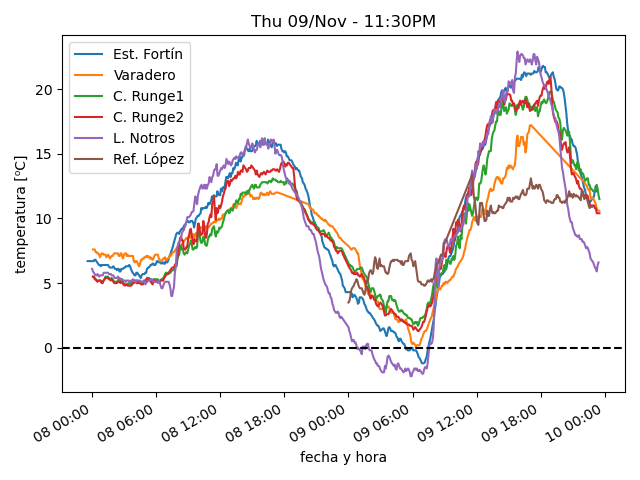 Thu 09/Nov - 11:30PM
Est. Fortín
Varadero
C. Runge1
C. Runge2
L. Notros
Ref. López
temperatura [ºC]
20
15
10
5
0
08 00:00
08 06:00
08 12:00
08 18:00
09 00:00
09 06:00
09 12:00
09 18:00
10 00:00
fecha y hora